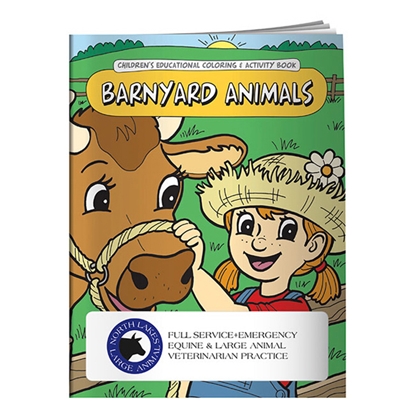 CHILDREN'S EDUCATIONAL COLORING & ACTIVITY BOOK
BARNYARD ANIMALS
NORTH LAKES
LARGE ANIMAL
FULL SERVICE+EMERGENCY
EQUINE & LARGE ANIMAL
VETERINARIAN PRACTICE